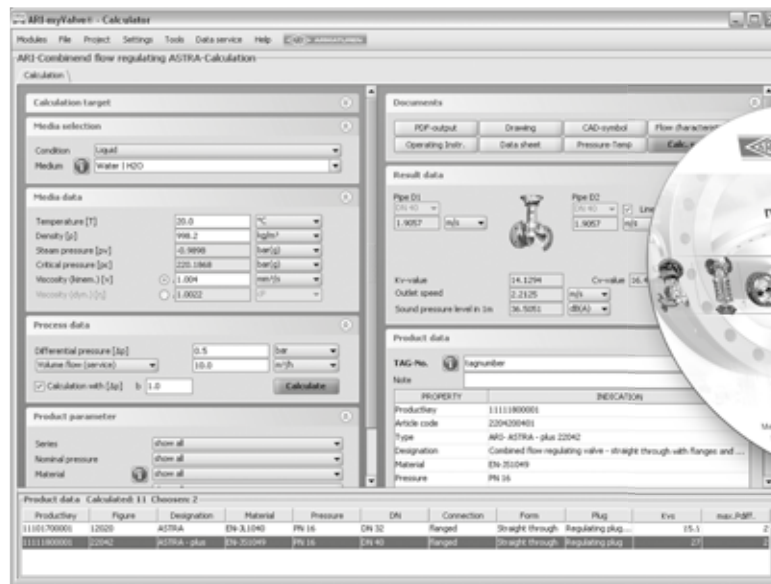 ARI-myValve® - Calculator
Modules File Project Settings Tools Data service Help
ARI-Combinend flow regulating ASTRA-Calculation
Calculation
Calculation target
Media selection
Condition Liquid
Medium Water | H2O
Media data
Temperature [T] 20.0 °C
Density [ρ] 998.2 kg/m³
Steam pressure [pv] -0.9898 bar(g)
Critical pressure [pc] 220.1868 bar(g)
Viscosity (kinem.) [ν] 1.004 mm²/s
Viscosity (dyn.) [η] 1.0022 cP
Process data
Differential pressure [Δp] 0.5 bar
Volume flow (service) 10.0 m³/h
Calculation with [Δp] b 1.0 Calculate
Product parameter
Series show all
Nominal pressure show all
Material show all
Documents
PDF-output Drawing CAD-symbol Flow
Operating Instr. Data sheet Pressure-Temp
Result data
Pipe D1 Pipe D2
DN 40 DN 40
1.9057 m/s 1.9057 m/s
Kv-value 14.1294 Cv-value 16.4
Outlet speed 2.2125 m/s
Sound pressure level in 1m 36.5051 dB(A)
Product data
TAG-No. tagnumber
Note
PROPERTY INDICATION
Productkey 11111800001
Article code 2204200401
Type ARI- ASTRA - plus 22042
Designation Combined flow regulating valve - straight through with flanges and ...
Material EN-JS1049
Pressure PN 16
Product data Calculated: 11 Choosen: 2
Productkey Figure Designation Material Pressure DN Connection Form Plug Kvs max.Pdiff.
11101700001 12020 ASTRA EN-JL1040 PN 16 DN 32 flanged Straight through Regulating plug... 15.1 2
11111800001 22042 ASTRA - plus EN-JS1049 PN 16 DN 40 flanged Straight through Regulating plug 27 2